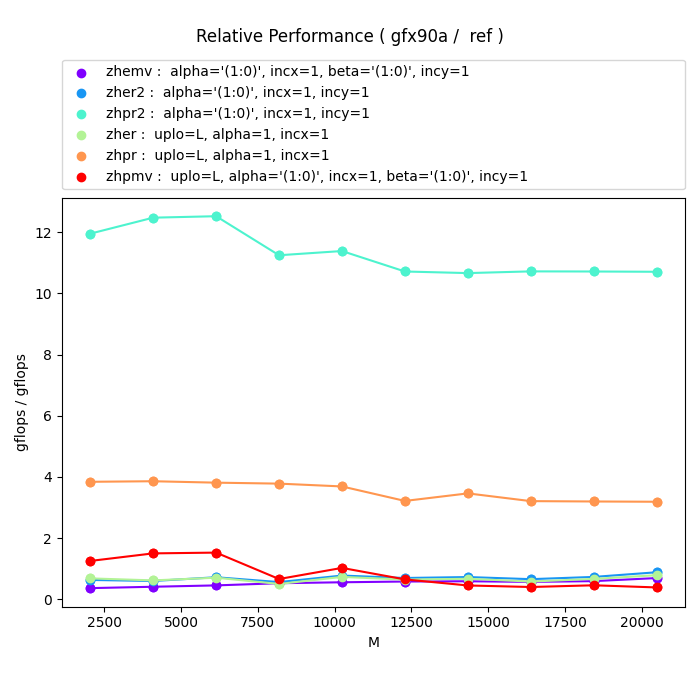 Relative Performance ( gfx90a /  ref )
zhemv :  alpha='(1:0)', incx=1, beta='(1:0)', incy=1
zher2 :  alpha='(1:0)', incx=1, incy=1
zhpr2 :  alpha='(1:0)', incx=1, incy=1
zher :  uplo=L, alpha=1, incx=1
zhpr :  uplo=L, alpha=1, incx=1
zhpmv :  uplo=L, alpha='(1:0)', incx=1, beta='(1:0)', incy=1
12
10
8
6
4
2
0
gflops / gflops
2500 5000 7500 10000 12500 15000 17500 20000
M